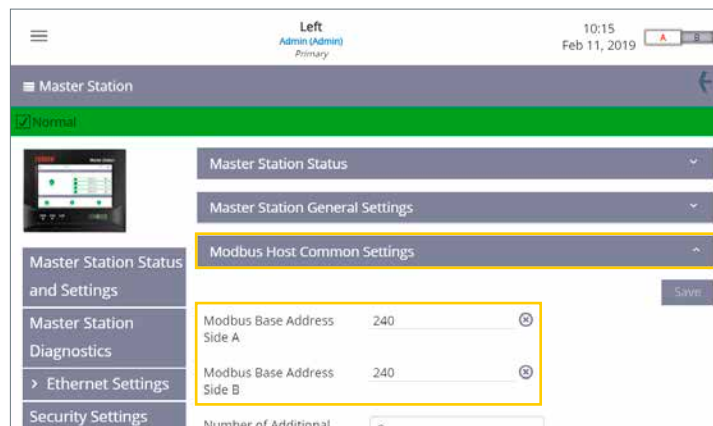 Left
Admin (Admin)
Primary
10:15
Feb 11, 2019
A B
Master Station
Normal
Master Station Status
Master Station General Settings
Modbus Host Common Settings
Master Station Status
and Settings
Master Station
Diagnostics
> Ethernet Settings
Security Settings
Save
Modbus Base Address
Side A
240
Modbus Base Address
Side B
240
Number of Additional